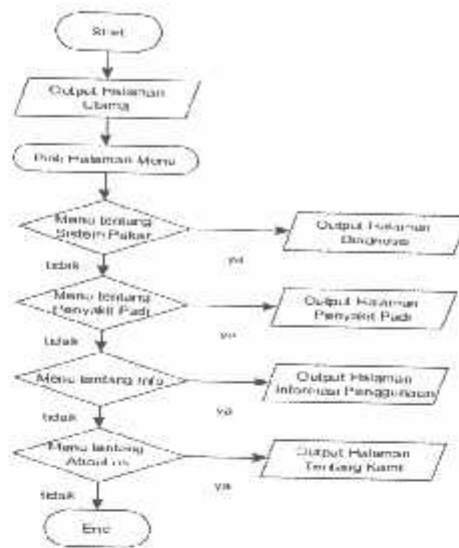 Start
Output Halaman
Utama
Pilih Halaman Menu
Menu tentang
Sistem Pakar
Output Halaman
Diagnosis
tidak
ya
Menu tentang
Penyakit Padi
Output Halaman
Penyakit Padi
tidak
ya
Menu tentang Info
Output Halaman
Informasi Penggunaan
tidak
ya
Menu tentang
About us
Output Halaman
Tentang Kami
tidak
ya
End